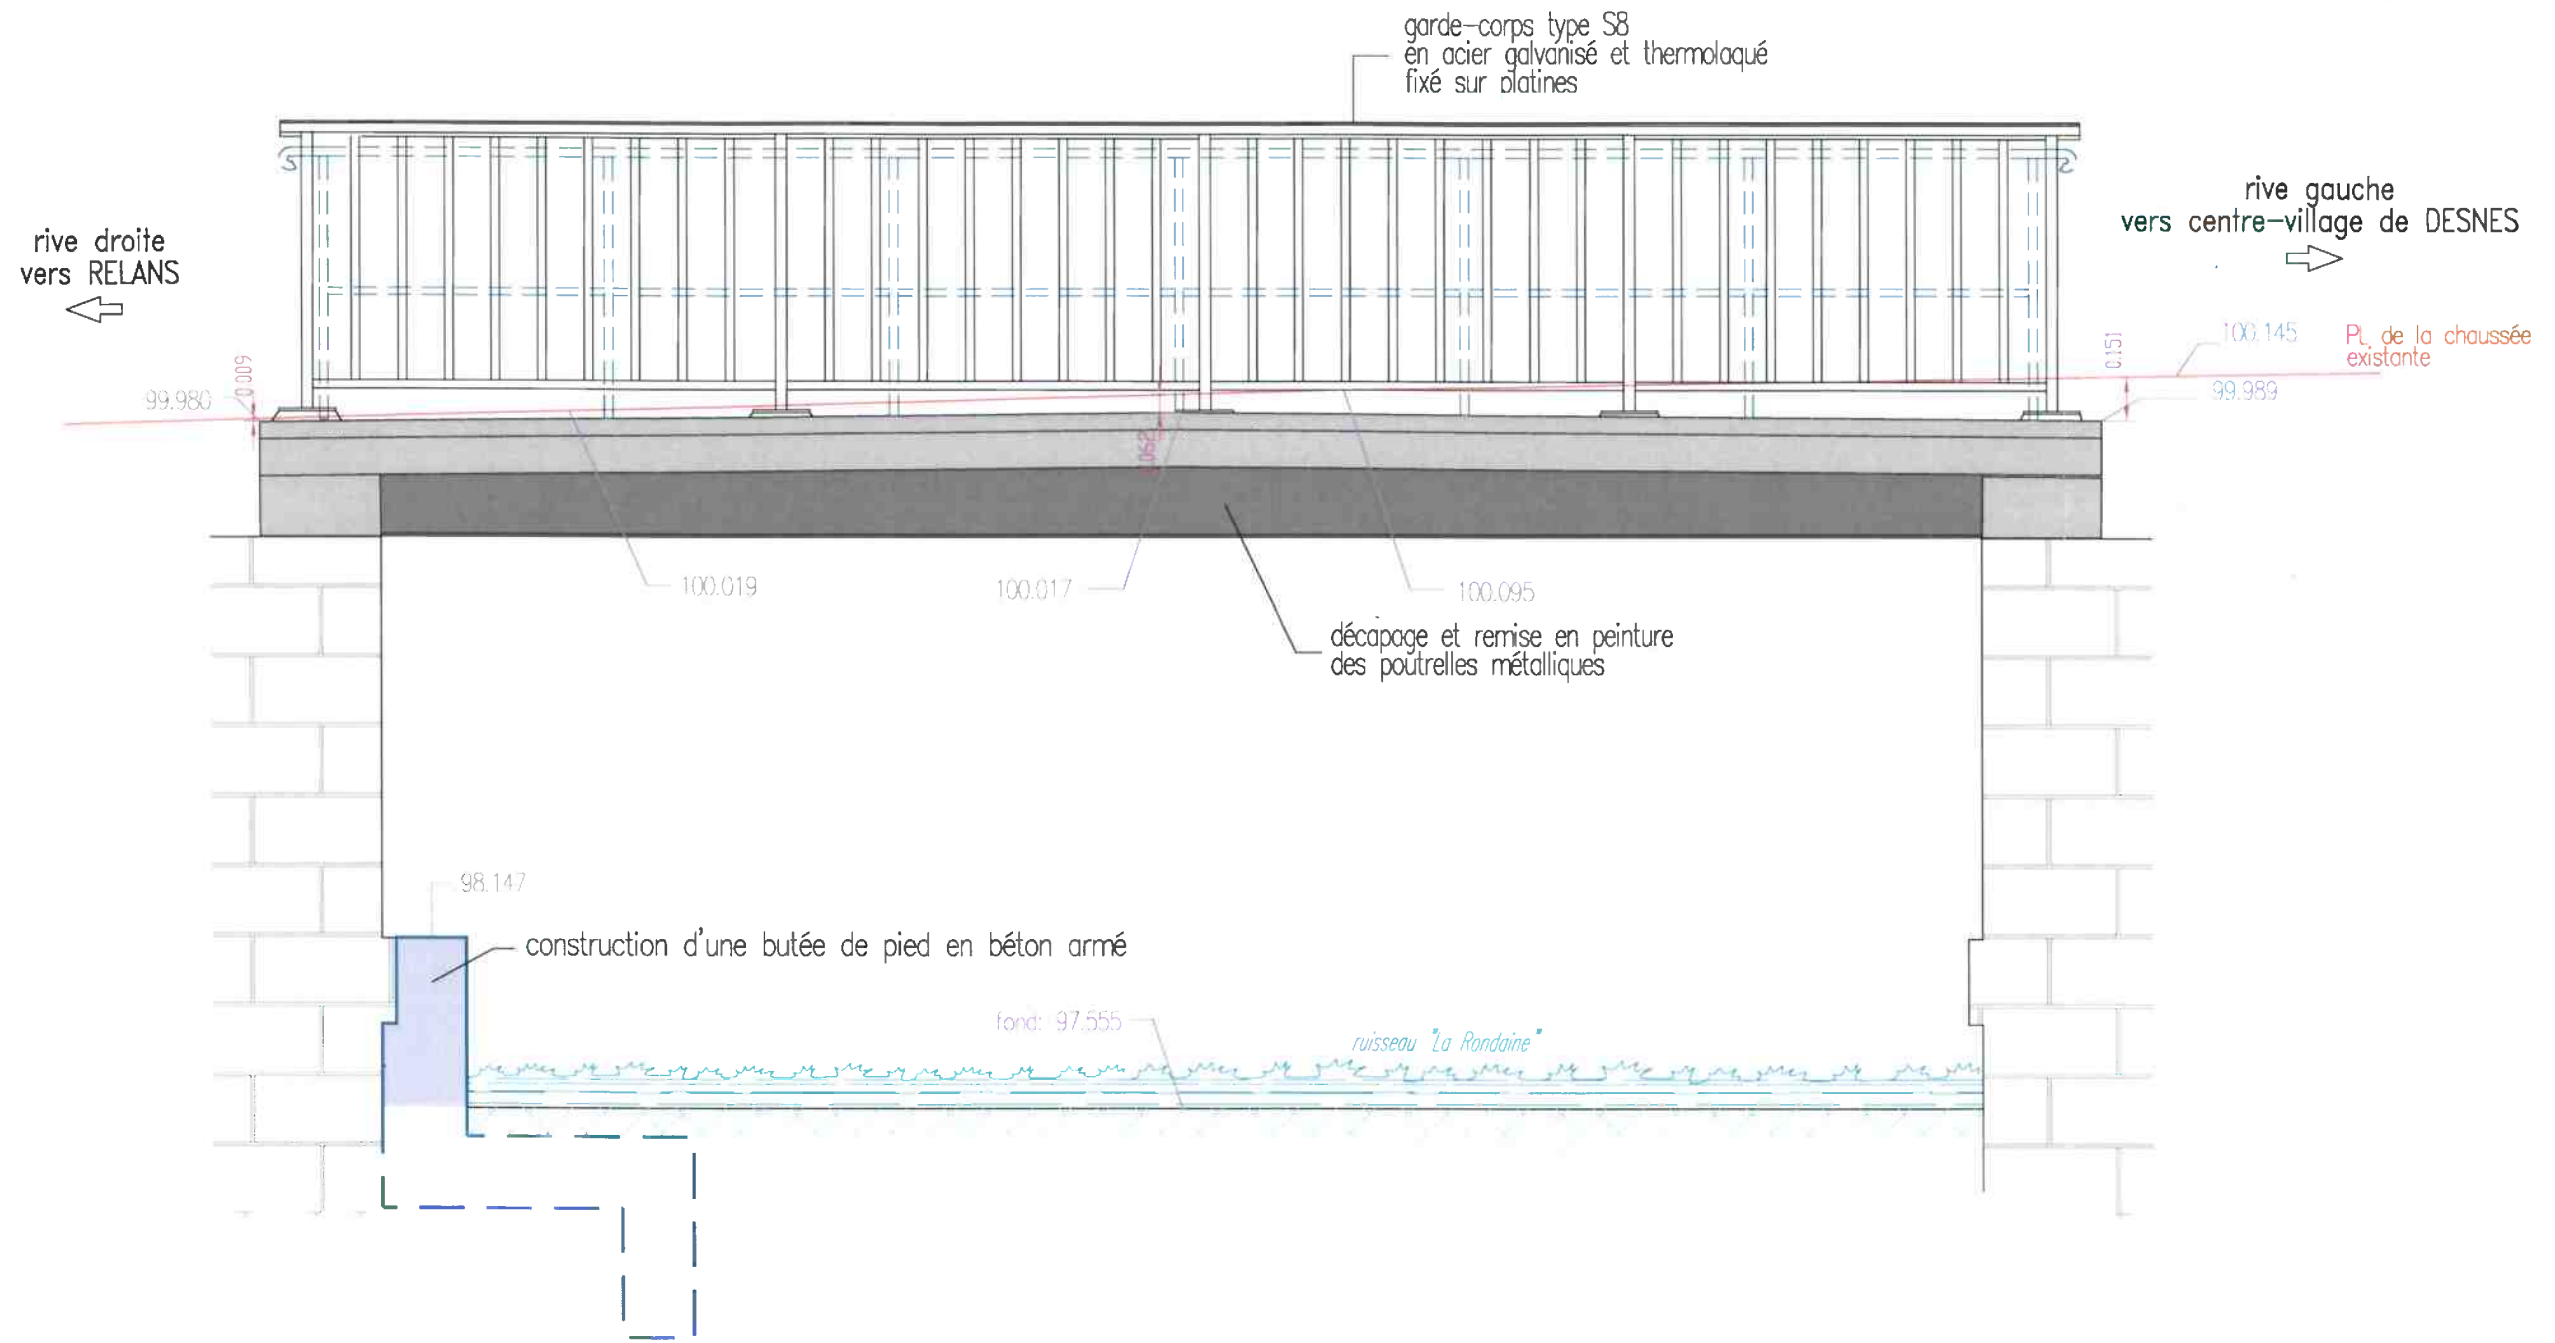 garde-corps type S8
en acier galvanisé et thermolaqué
fixé sur platines
rive droite
vers RELANS
rive gauche
vers centre-village de DESNES
99.980
0.009
0.151
100.145
PL de la chaussée
existante
99.989
0.062
100.019
100.017
100.095
décapage et remise en peinture
des poutrelles métalliques
98.147
construction d'une butée de pied en béton armé
fond: 97.555
ruisseau "La Rondaine"